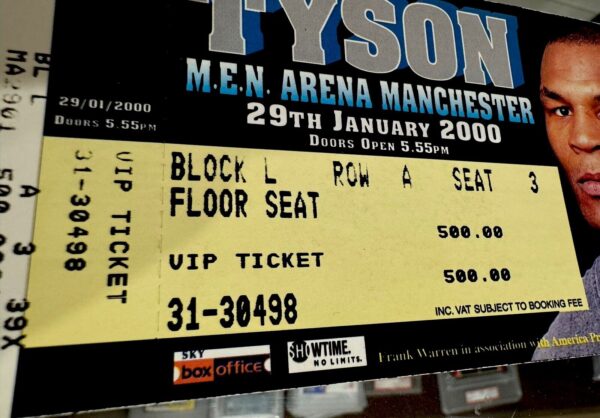 TYSON
M.E.N. ARENA MANCHESTER
29TH JANUARY 2000
DOORS OPEN 5.55PM
29/01/2000
DOORS 5.55PM
BLOCK L ROW A SEAT 3
FLOOR SEAT
500.00
VIP TICKET
500.00
31-30498
INC. VAT SUBJECT TO BOOKING FEE
VIP TICKET
31-30498
SKY
box office
SHOWTIME.
NO LIMITS.
Frank Warren in association with America